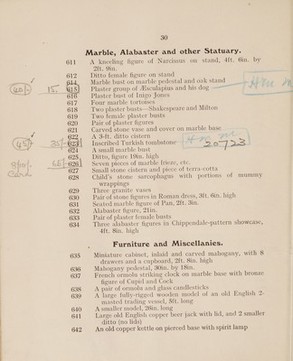 30
Marble, Alabaster and other Statuary.
611 A kneeling figure of Narcissus on stand, 4ft. 6in. by
2ft. 9in.
612 Ditto female figure on stand
614 Marble bust on marble pedestal and oak stand
615 Plaster group of Æsculapius and his dog
616 Plaster bust of Inigo Jones
617 Four marble tortoses
618 Two plaster busts—Shakespeare and Milton
619 Two female plaster busts
620 Pair of plaster figures
621 Carved stone vase and cover on marble base
622 A 3-ft. ditto cistern
623 Inscribed Turkish tombstone
624 A small marble bust
625 Ditto, figure 18in. high
626 Seven pieces of marble frieze, etc.
627 Small stone cistern and piece of terra-cotta
628 Child's stone sarcophagus with portions of mummy
wrappings
629 Three granite vases
630 Pair of stone figures in Roman dress, 3ft. 6in. high
631 Seated marble figure of Pan, 2ft. 3in.
632 Alabaster figure, 21in.
633 Pair of plaster female busts
634 Three alabaster figures in Chippendale-pattern showcase,
4ft. 8in. high
Furniture and Miscellanies.
635 Miniature cabinet, inlaid and carved mahogany, with 8
drawers and a cupboard, 2ft. 8in. high
636 Mahogany pedestal, 30in. by 18in.
637 French ormolu striking clock on marble base with bronze
figure of Cupid and Cock
638 A pair of ormolu and glass candlesticks
639 A large fully-rigged wooden model of an old English 2-
masted trading vessel, 5ft. long
640 A smaller model, 26in. long
641 Large old English copper beer jack with lid, and 2 smaller
ditto (no lids)
642 An old copper kettle on pierced base with spirit lamp
20/-
15/-
H M M
45/
35/-
H M M
20723
65/-
Card